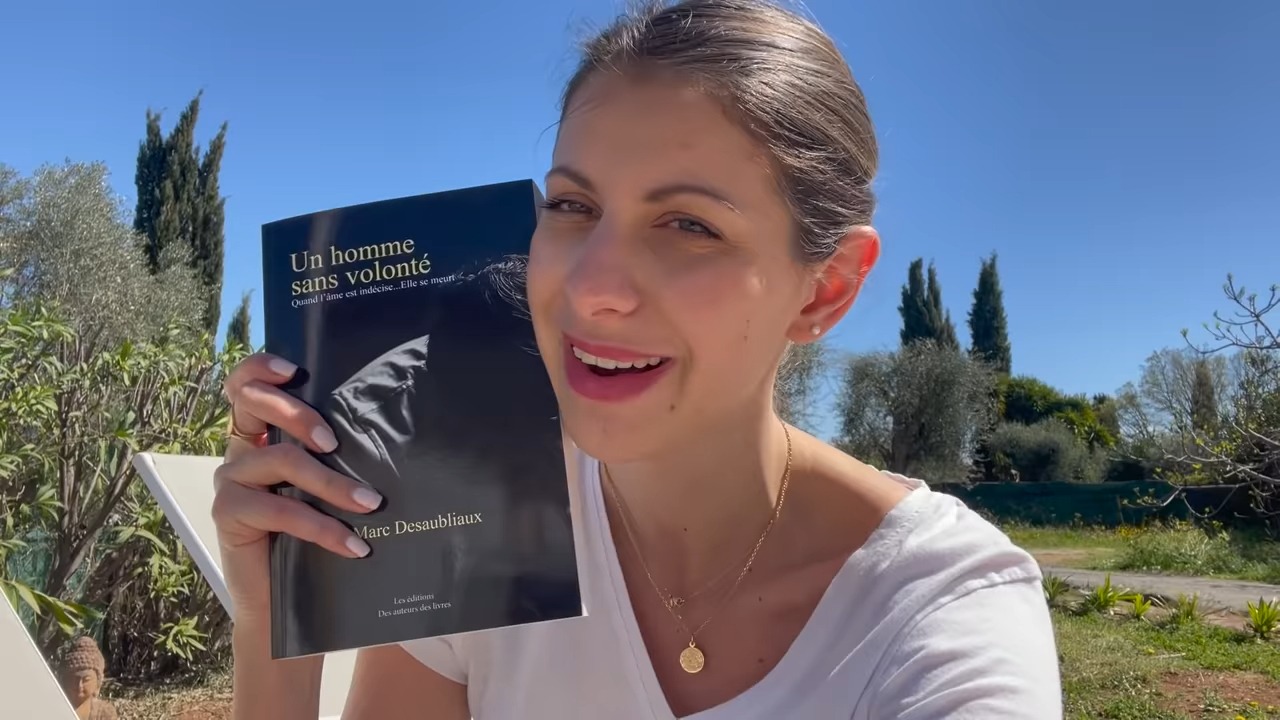 Un homme
sans volonté
Quand l'âme est indécise...Elle se meurt
Marc Desaubliaux
Les éditions
Des auteurs des livres